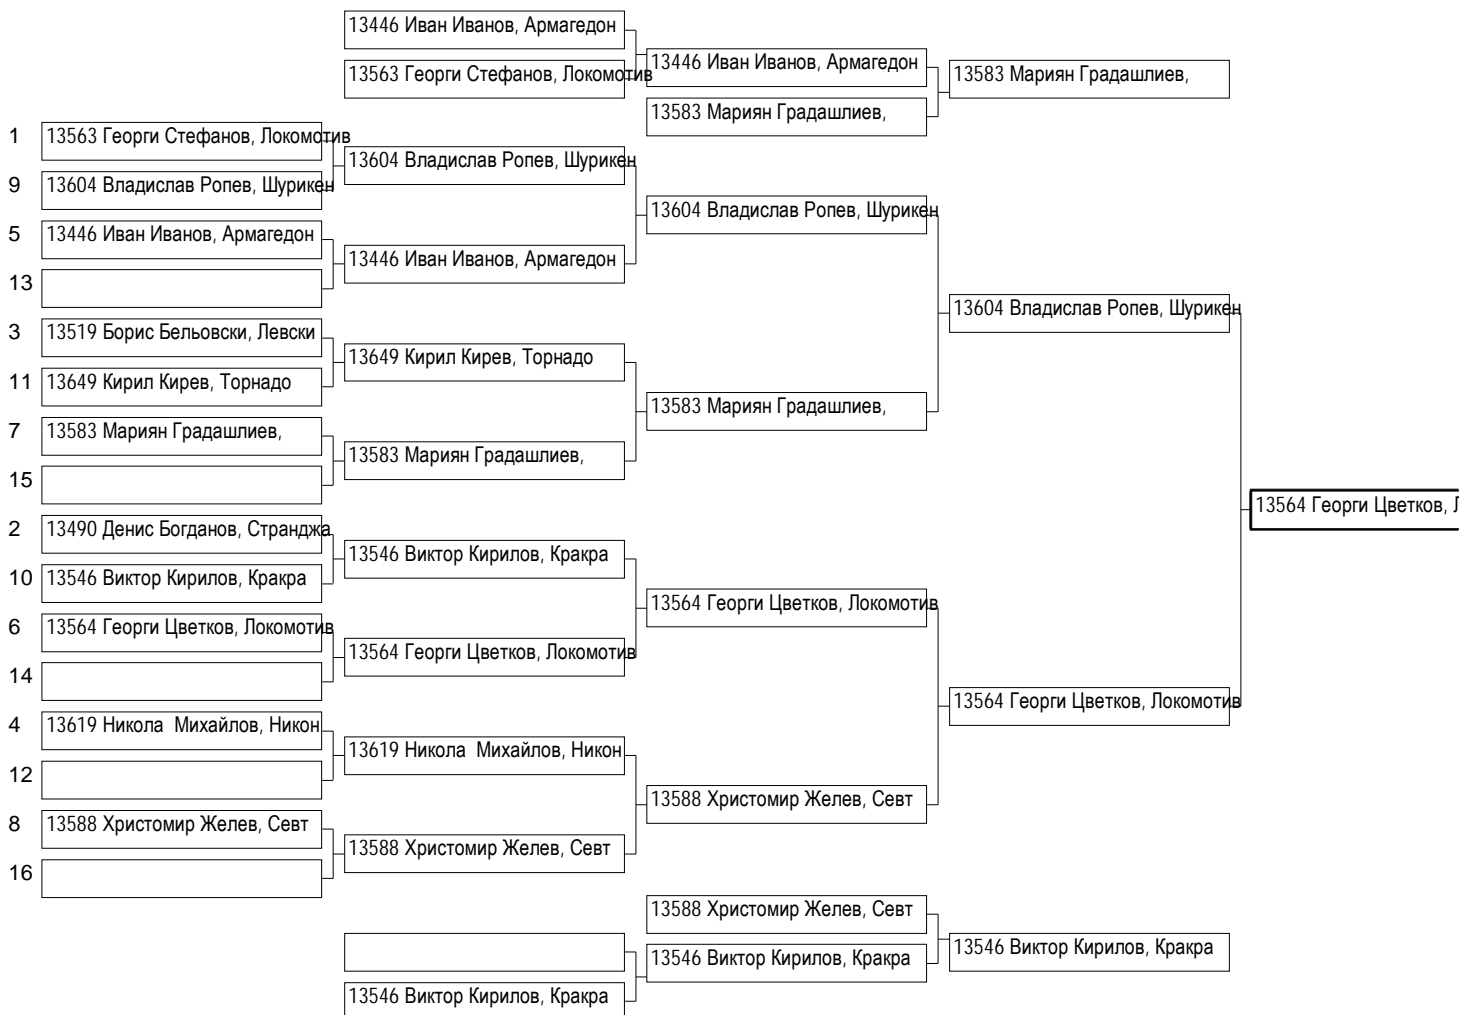 13446 Иван Иванов, Армагедон
13563 Георги Стефанов, Локомотив
13446 Иван Иванов, Армагедон
13583 Мариян Градашлиев,
13583 Мариян Градашлиев,
1 13563 Георги Стефанов, Локомотив
9 13604 Владислав Ропев, Шурикен
5 13446 Иван Иванов, Армагедон
13
3 13519 Борис Бельовски, Левски
11 13649 Кирил Кирев, Торнадо
7 13583 Мариян Градашлиев,
15
2 13490 Денис Богданов, Странджа
10 13546 Виктор Кирилов, Кракра
6 13564 Георги Цветков, Локомотив
14
4 13619 Никола  Михайлов, Никон
12
8 13588 Христомир Желев, Севт
16
13604 Владислав Ропев, Шурикен
13446 Иван Иванов, Армагедон
13649 Кирил Кирев, Торнадо
13583 Мариян Градашлиев,
13546 Виктор Кирилов, Кракра
13564 Георги Цветков, Локомотив
13619 Никола  Михайлов, Никон
13588 Христомир Желев, Севт
13604 Владислав Ропев, Шурикен
13583 Мариян Градашлиев,
13564 Георги Цветков, Локомотив
13588 Христомир Желев, Севт
13604 Владислав Ропев, Шурикен
13564 Георги Цветков, Локомотив
13564 Георги Цветков,
13588 Христомир Желев, Севт
13546 Виктор Кирилов, Кракра
13546 Виктор Кирилов, Кракра
13546 Виктор Кирилов, Кракра